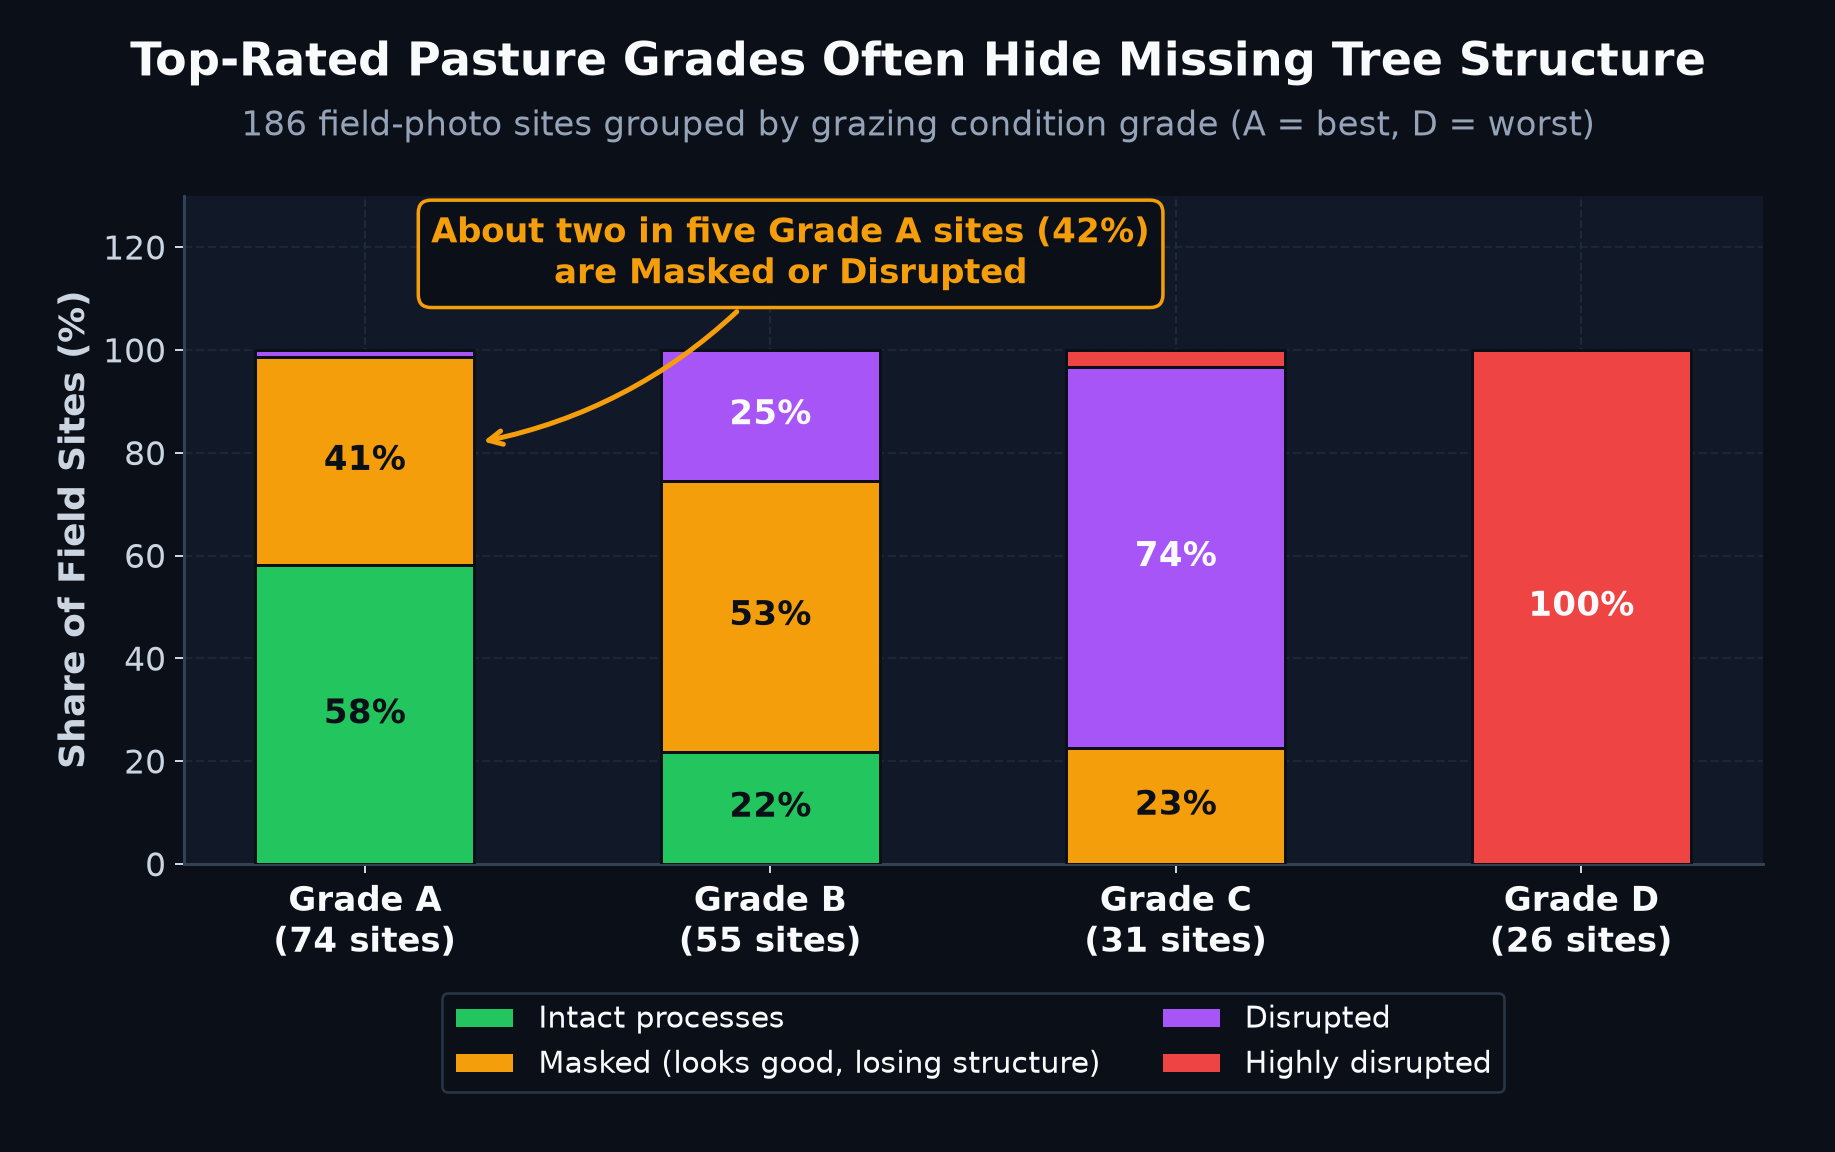 Top-Rated Pasture Grades Often Hide Missing Tree Structure
186 field-photo sites grouped by grazing condition grade (A = best, D = worst)
About two in five Grade A sites (42%)
are Masked or Disrupted
Share of Field Sites (%)
120
100
80
60
40
20
0
41%
58%
25%
53%
22%
74%
23%
100%
Grade A
(74 sites)
Grade B
(55 sites)
Grade C
(31 sites)
Grade D
(26 sites)
Intact processes
Masked (looks good, losing structure)
Disrupted
Highly disrupted